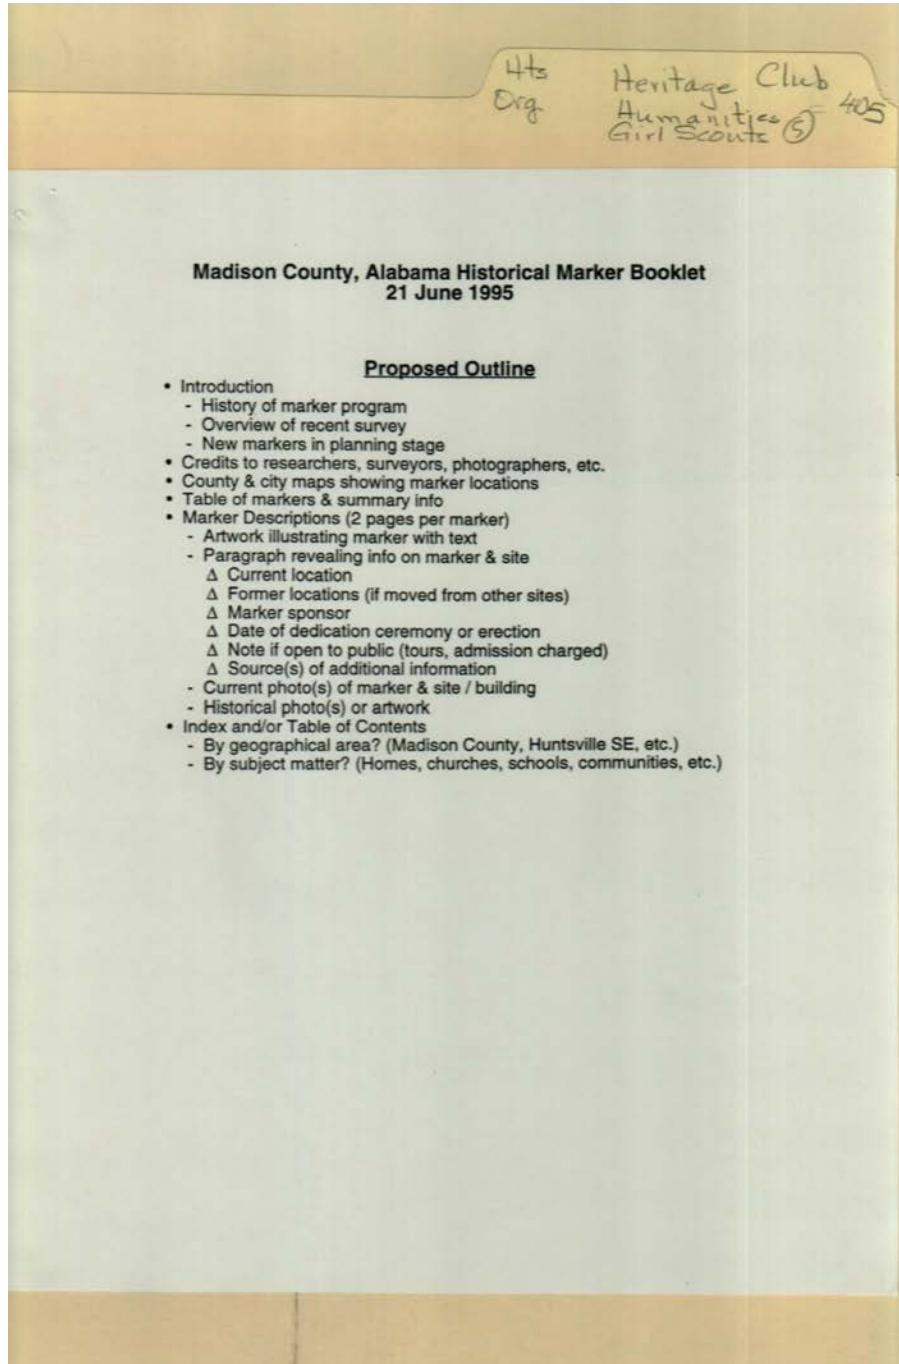 Hts Heritage Club
Org Humanities = 405
Girl Scouts 5
Madison County, Alabama Historical Marker Booklet
21 June 1995
Proposed Outline
• Introduction
- History of marker program
- Overview of recent survey
- New markers in planning stage
• Credits to researchers, surveyors, photographers, etc.
• County & city maps showing marker locations
• Table of markers & summary info
• Marker Descriptions (2 pages per marker)
- Artwork illustrating marker with text
- Paragraph revealing info on marker & site
Δ Current location
Δ Former locations (if moved from other sites)
Δ Marker sponsor
Δ Date of dedication ceremony or erection
Δ Note if open to public (tours, admission charged)
Δ Source(s) of additional information
- Current photo(s) of marker & site / building
- Historical photo(s) or artwork
• Index and/or Table of Contents
- By geographical area? (Madison County, Huntsville SE, etc.)
- By subject matter? (Homes, churches, schools, communities, etc.)